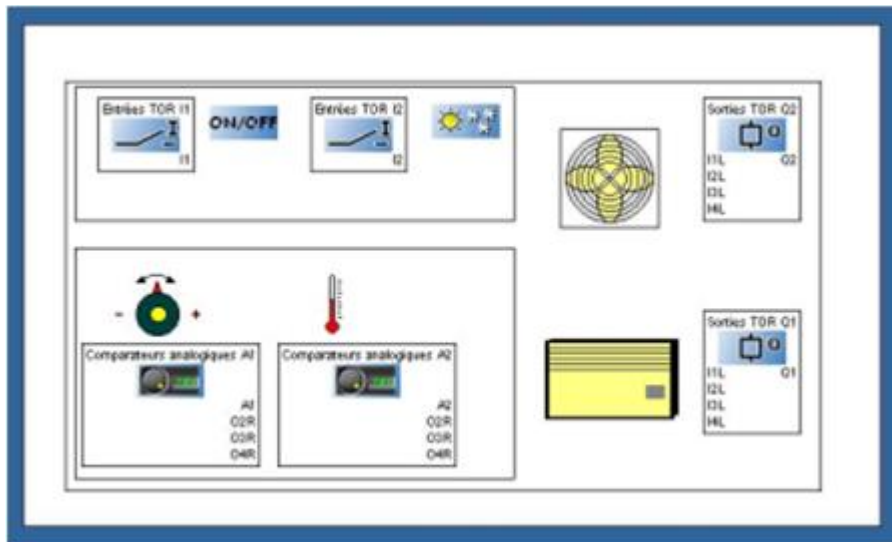 Entrées TOR I1
ON/OFF
I1
Entrées TOR I2
I2
Sorties TOR Q2
I1L Q2
I2L
I3L
HiL
- +
Comparateurs analogiques A1
A1
O2R
O3R
O4R
Comparateurs analogiques A2
A2
O2R
O3R
O4R
Sorties TOR Q1
I1L Q1
I2L
I3L
HiL